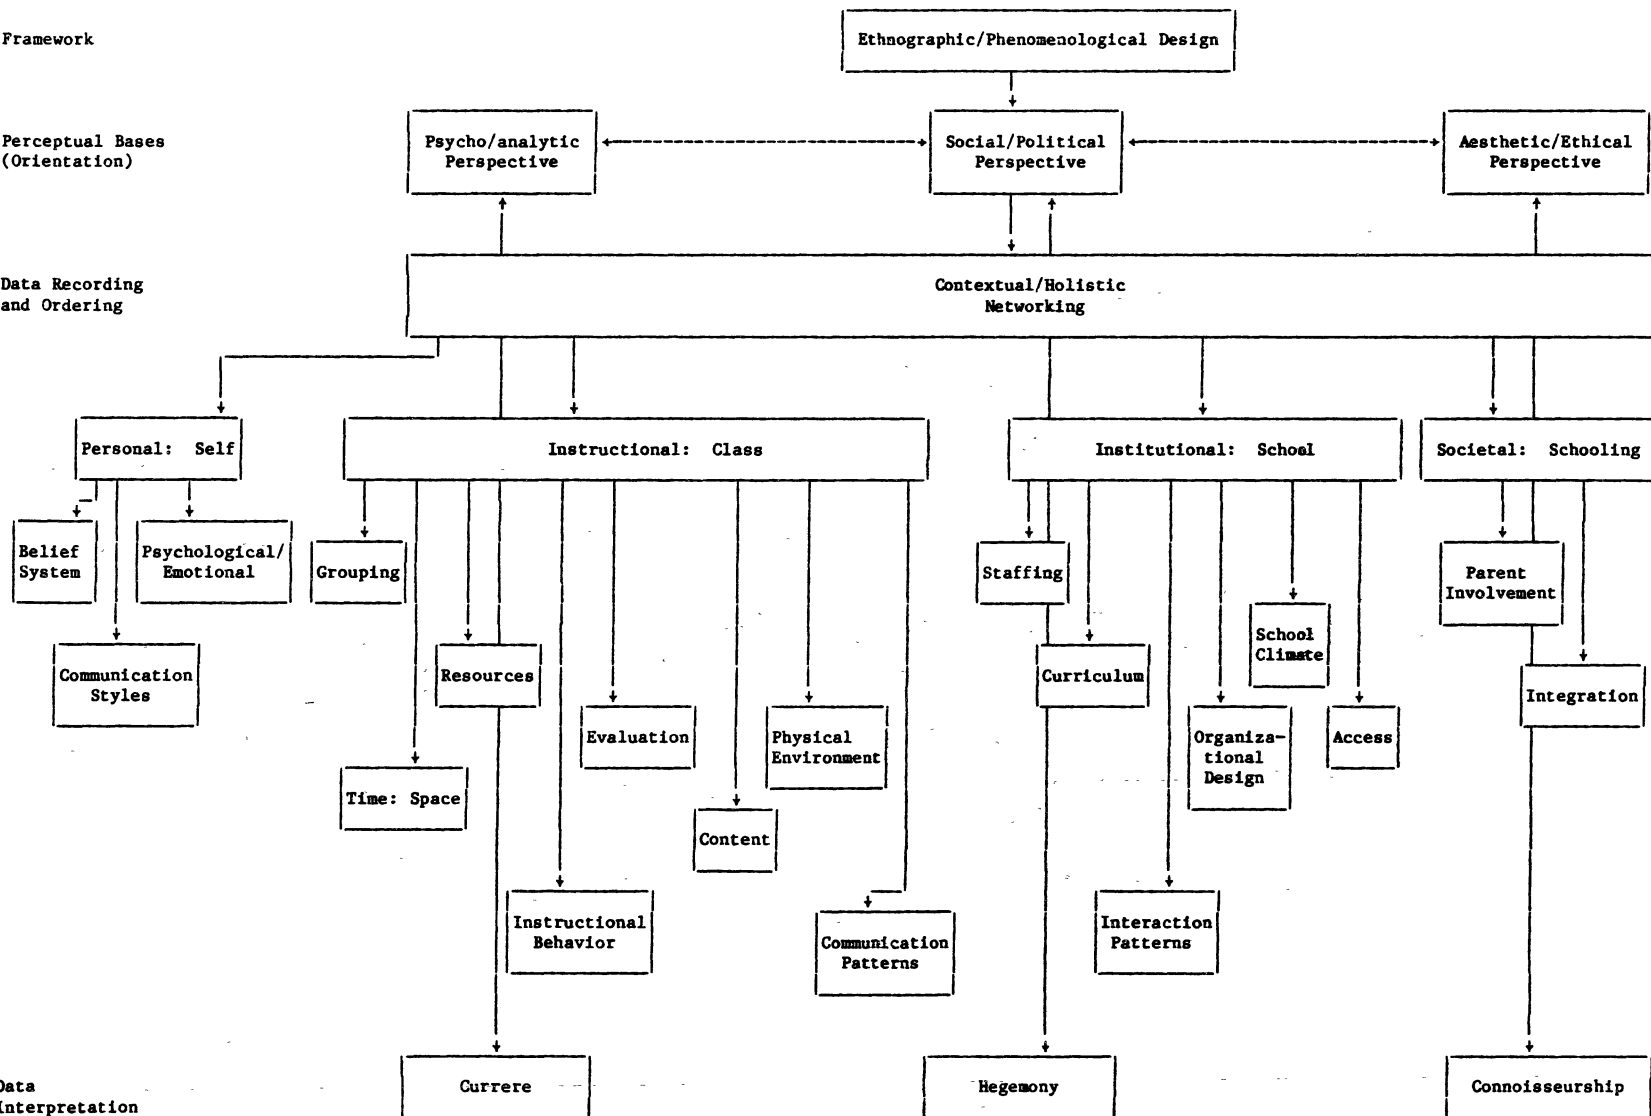 Framework
Ethnographic/Phenomenological Design
Perceptual Bases
(Orientation)
Psycho/analytic
Perspective
Social/Political
Perspective
Aesthetic/Ethical
Perspective
Data Recording
and Ordering
Contextual/Holistic
Networking
Personal: Self
Instructional: Class
Institutional: School
Societal: Schooling
Belief
System
Psychological/
Emotional
Grouping
Staffing
Parent
Involvement
Communication
Styles
Resources
School
Climate
Curriculum
Integration
Evaluation
Physical
Environment
Organiza-
tional
Design
Access
Time: Space
Content
Instructional
Behavior
Communication
Patterns
Interaction
Patterns
Data
Interpretation
Currere
Hegemony
Connoisseurship